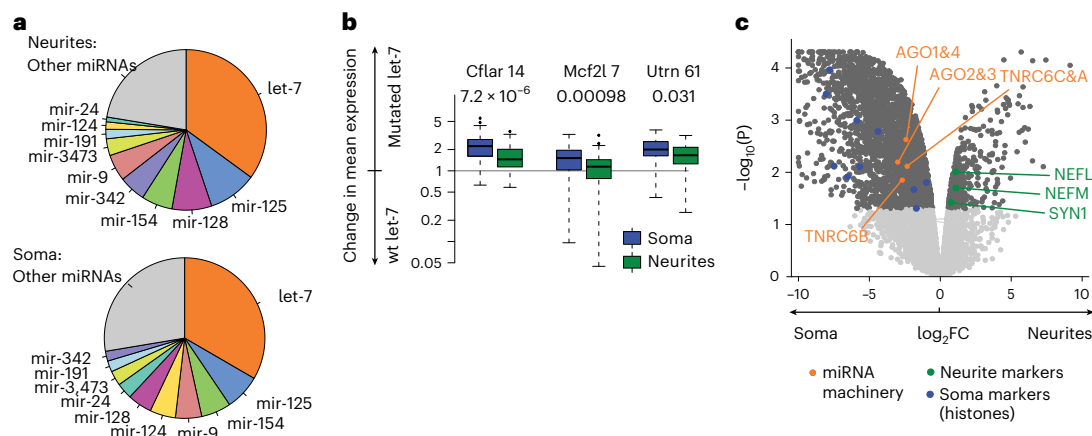 a
Neurites:
Other miRNAs
let-7
mir-24
mir-124
mir-191
mir-3473
mir-9
mir-342
mir-154
mir-128
mir-125
Soma:
Other miRNAs
let-7
mir-342
mir-191
mir-3,473
mir-24
mir-128
mir-124
mir-9
mir-154
mir-125
b
Change in mean expression
wt let-7 Mutated let-7
Cflar 14 Mcf2l 7 Utrn 61
7.2 × 10⁻⁶ 0.00098 0.031
5
2
1
0.5
0.2
0.05
Soma
Neurites
c
−log₁₀(P)
4
3
2
1
0
AGO1&4
AGO2&3
TNRC6C&A
NEFL
NEFM
SYN1
TNRC6B
−10 −5 0 5 10
Soma log₂FC Neurites
miRNA machinery
Neurite markers
Soma markers
(histones)